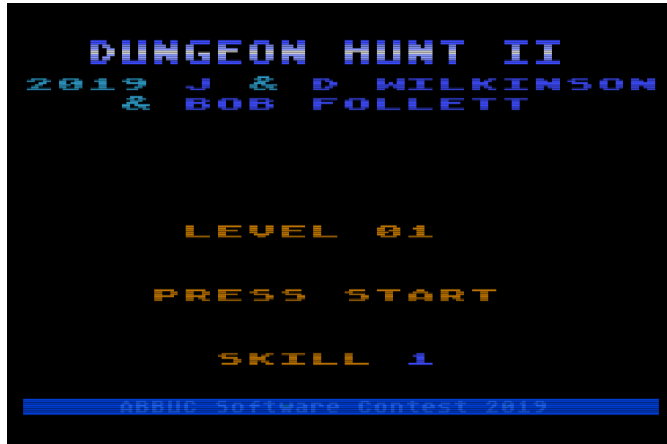 DUNGEON HUNT II
2019 J & D WILKINSON
& BOB FOLLETT
LEVEL 01
PRESS START
SKILL 1
ABBUC Software Contest 2019